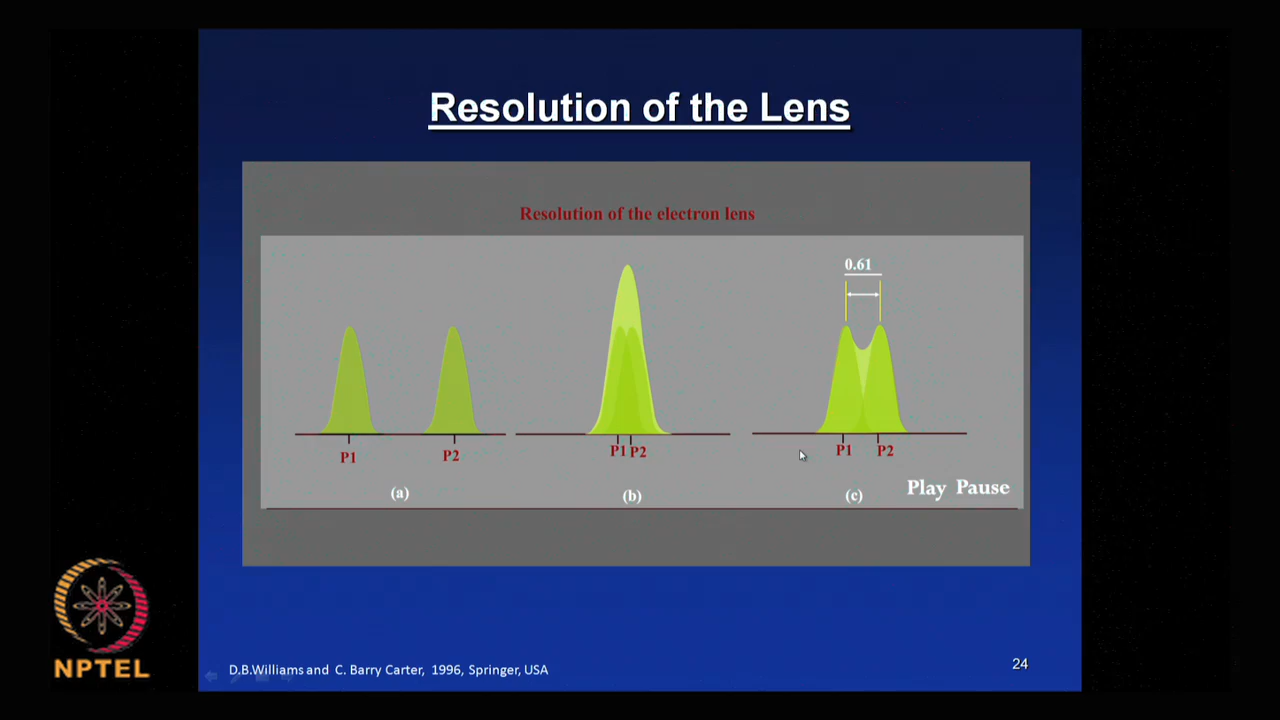 Resolution of the Lens
Resolution of the electron lens
0.61
P1
P2
P1 P2
P1
P2
(a)
(b)
(c)
Play Pause
NPTEL
D.B.Williams and C. Barry Carter, 1996, Springer, USA
24